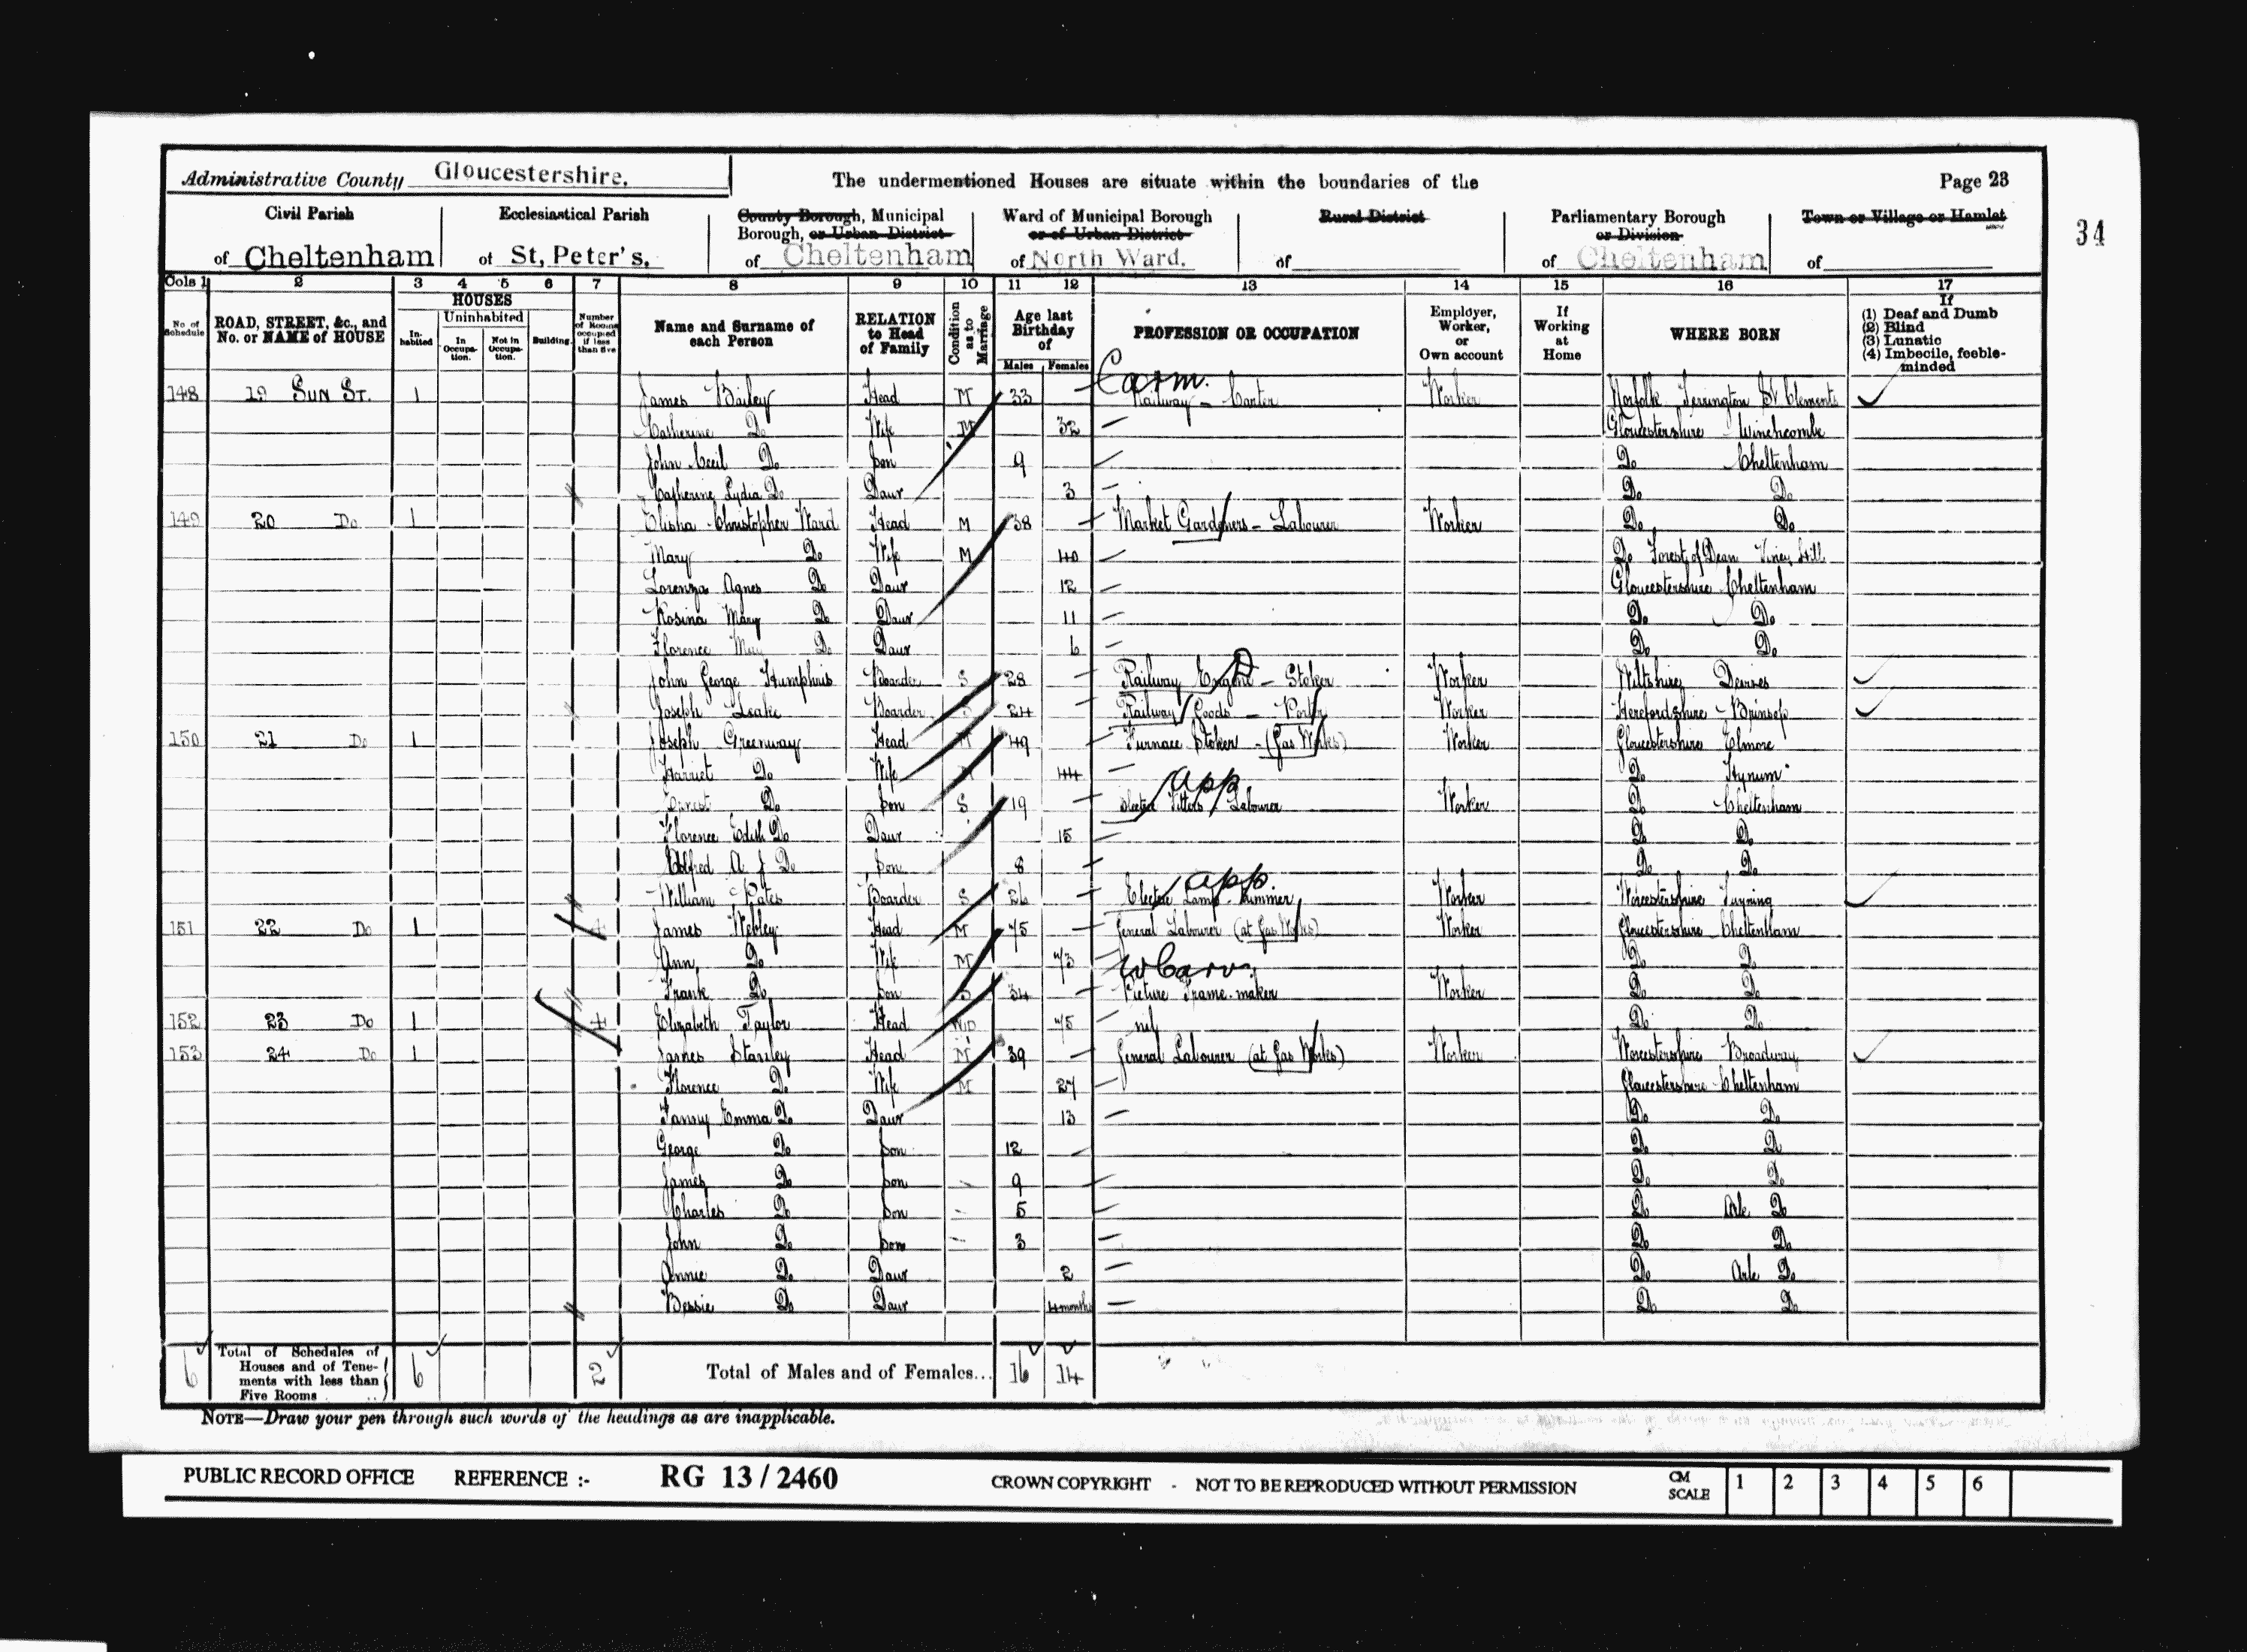 Administrative County Gloucestershire.
The undermentioned Houses are situate within the boundaries of the
Page 23
34
Civil Parish of Cheltenham
Ecclesiastical Parish of St, Peter's.
County Borough, Municipal Borough, or Urban District of Cheltenham
Ward of Municipal Borough or of Urban District of North Ward.
Rural District of
Parliamentary Borough or Division of Cheltenham
Town or Village or Hamlet of
Cols 1 2 3 4 5 6 7 8 9 10 11 12 13 14 15 16 17
No of Schedule
ROAD, STREET, &c., and No. or NAME of HOUSE
HOUSES
In-habited
Uninhabited
In Occupa-tion.
Not in Occupa-tion.
Building.
Number of Rooms occupied if less than five
Name and Surname of each Person
RELATION to Head of Family
Condition as to Marriage
Age last Birthday of
Males Females
PROFESSION OR OCCUPATION
Employer, Worker, or Own account
If Working at Home
WHERE BORN
If
(1) Deaf and Dumb
(2) Blind
(3) Lunatic
(4) Imbecile, feeble-minded
Carm.
148 19 SUN ST. 1 James Bailey Head M 33 Railway - Carter Worker Norfolk Terrington St Clements
Catherine Do Wife M 32 Gloucestershire Winchcombe
John Cecil Do Son 9 Do Cheltenham
Catherine Lydia Do Daur 3 Do Do
149 20 Do 1 Elisha Christopher Ward Head M 38 Market Gardeners - Labourer Worker Do Do
Mary Do Wife M 40 Do Forest of Dean Viney Hill
Lorenza Agnes Do Daur 12 Gloucestershire Cheltenham
Rosina Mary Do Daur 11 Do Do
Florence May Do Daur 6 Do Do
John George Humphris Boarder S 28 Railway Engine - Stoker Worker Wiltshire Devizes
Joseph Leake Boarder S 24 Railway Goods - Porter Worker Herefordshire Brinsop
150 21 Do 1 Joseph Greenway Head M 49 Furnace Stoker - (Gas Works) Worker Gloucestershire Elmore
Harriet Do Wife M 44 Do Hynum
app
Ernest Do Son S 19 Electric Fitters Labourer Worker Do Cheltenham
Florence Edith Do Daur 15 Do Do
Alfred A J Do Son 8 Do Do
app.
William Bates Boarder S 26 Electric Lamp Trimmer Worker Worcestershire Twyning
151 22 Do 1 4 James Webley Head M 75 General Labourer (at Gas Works) Worker Gloucestershire Cheltenham
Ann Do Wife M 73 Do Do
W Carv.
Frank Do Son S 34 Picture Frame-maker Worker Do Do
152 23 Do 1 4 Elizabeth Taylor Head WID 75 nil Do Do
153 24 Do 1 James Stanley Head M 39 General Labourer (at Gas Works) Worker Worcestershire Broadway
Florence Do Wife M 27 Gloucestershire Cheltenham
Fanny Emma Do Daur 13 Do Do
George Do Son 12 Do Do
James Do Son 9 Do Do
Charles Do Son 5 Do Arle Do
John Do Son 3 Do Do
Annie Do Daur 2 Do Arle Do
Bessie Do Daur 4 months Do Do
6 Total of Schedules of Houses and of Tene-ments with less than Five Rooms 6 2 Total of Males and of Females... 16 14
NOTE—Draw your pen through such words of the headings as are inapplicable.
PUBLIC RECORD OFFICE REFERENCE :- RG 13 / 2460 CROWN COPYRIGHT - NOT TO BE REPRODUCED WITHOUT PERMISSION CM SCALE 1 2 3 4 5 6